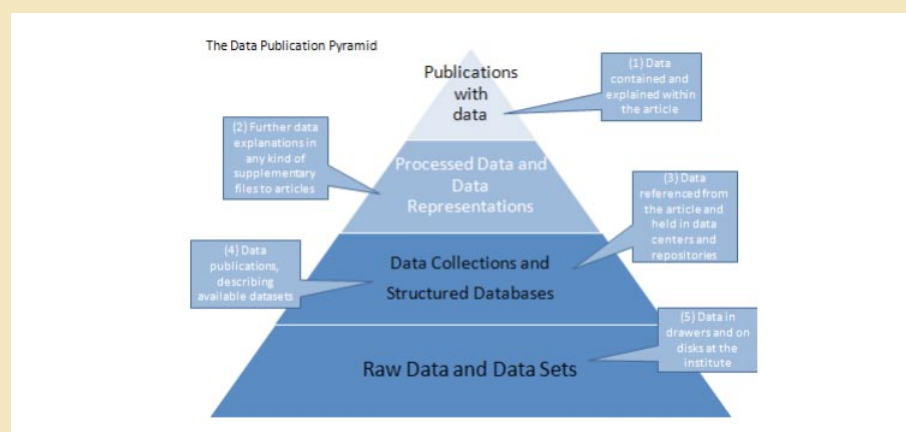 The Data Publication Pyramid
Publications
with
data
(1) Data
contained and
explained within
the article
(2) Further data
explanations in
any kind of
supplementary
files to articles
Processed Data and
Data
Representations
(3) Data
referenced from
the article and
held in data
centers and
repositories
(4) Data
publications,
describing
available datasets
Data Collections and
Structured Databases
(5) Data in
drawers and on
disks at the
institute
Raw Data and Data Sets